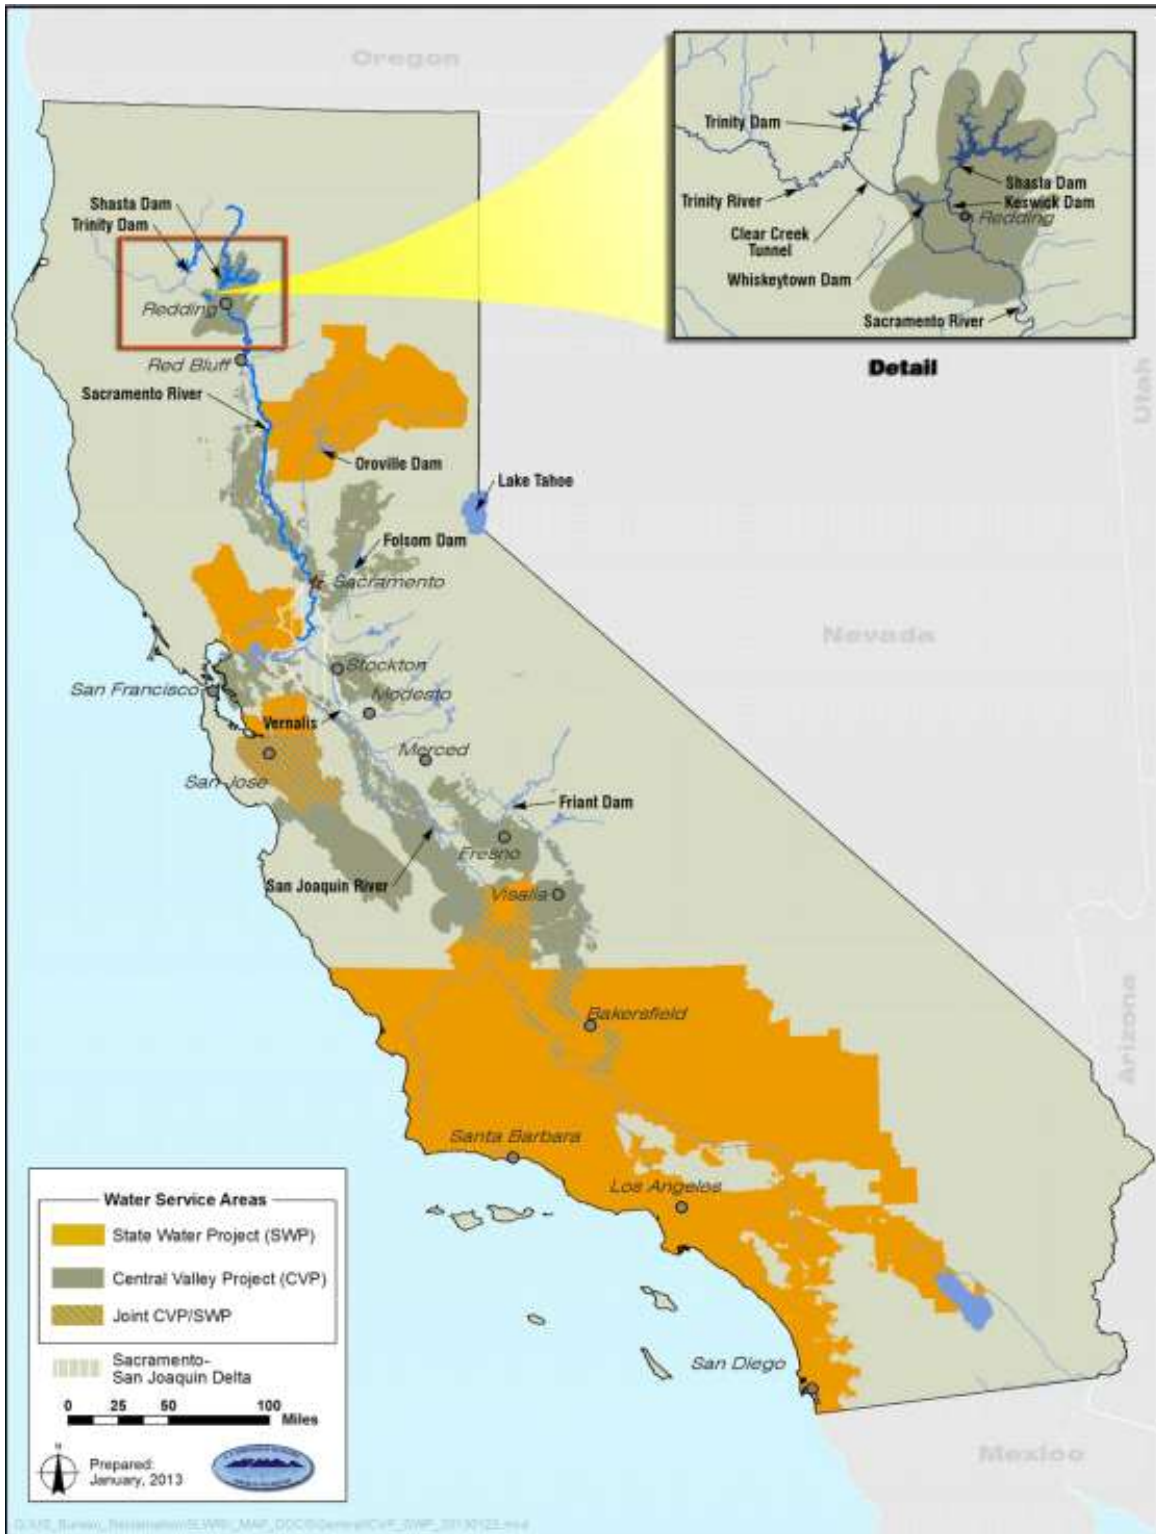 Oregon
Trinity Dam
Shasta Dam
Trinity River
Keswick Dam
Redding
Clear Creek
Tunnel
Whiskeytown Dam
Sacramento River
Detail
Shasta Dam
Trinity Dam
Redding
Red Bluff
Sacramento River
Utah
Oroville Dam
Lake Tahoe
Folsom Dam
Sacramento
Nevada
Stockton
San Francisco
Modesto
Vernalis
Merced
San Jose
Friant Dam
Fresno
San Joaquin River
Visalia
Bakersfield
Arizona
Santa Barbara
Los Angelos
San Diego
Mexico
Water Service Areas
State Water Project (SWP)
Central Valley Project (CVP)
Joint CVP/SWP
Sacramento-
San Joaquin Delta
0 25 50 100
Miles
N
Prepared:
January, 2013